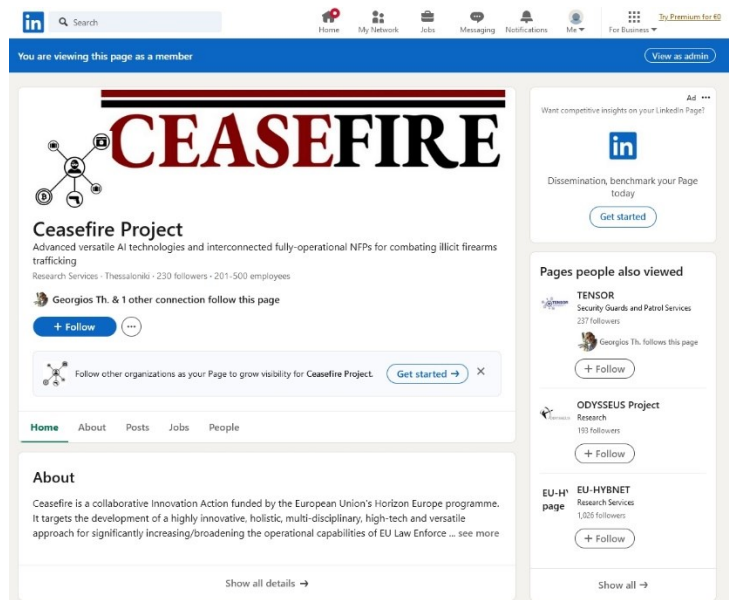 in
Search
Home
My Network
Jobs
Messaging
Notifications
Me
For Business
Try Premium for €0
You are viewing this page as a member
View as admin
CEASEFIRE
Ceasefire Project
Advanced versatile AI technologies and interconnected fully-operational NFPs for combating illicit firearms
trafficking
Research Services · Thessaloniki · 230 followers · 201-500 employees
Georgios Th. & 1 other connection follow this page
+ Follow
Follow other organizations as your Page to grow visibility for Ceasefire Project.
Get started →
Home
About
Posts
Jobs
People
About
Ceasefire is a collaborative Innovation Action funded by the European Union's Horizon Europe programme.
It targets the development of a highly innovative, holistic, multi-disciplinary, high-tech and versatile
approach for significantly increasing/broadening the operational capabilities of EU Law Enforce ... see more
Show all details →
Ad
Want competitive insights on your LinkedIn Page?
in
Dissemination, benchmark your Page
today
Get started
Pages people also viewed
TENSOR
Security Guards and Patrol Services
237 followers
Georgios Th. follows this page
+ Follow
ODYSSEUS Project
Research
193 followers
+ Follow
EU-HY
page
EU-HYBNET
Research Services
1,026 followers
+ Follow
Show all →